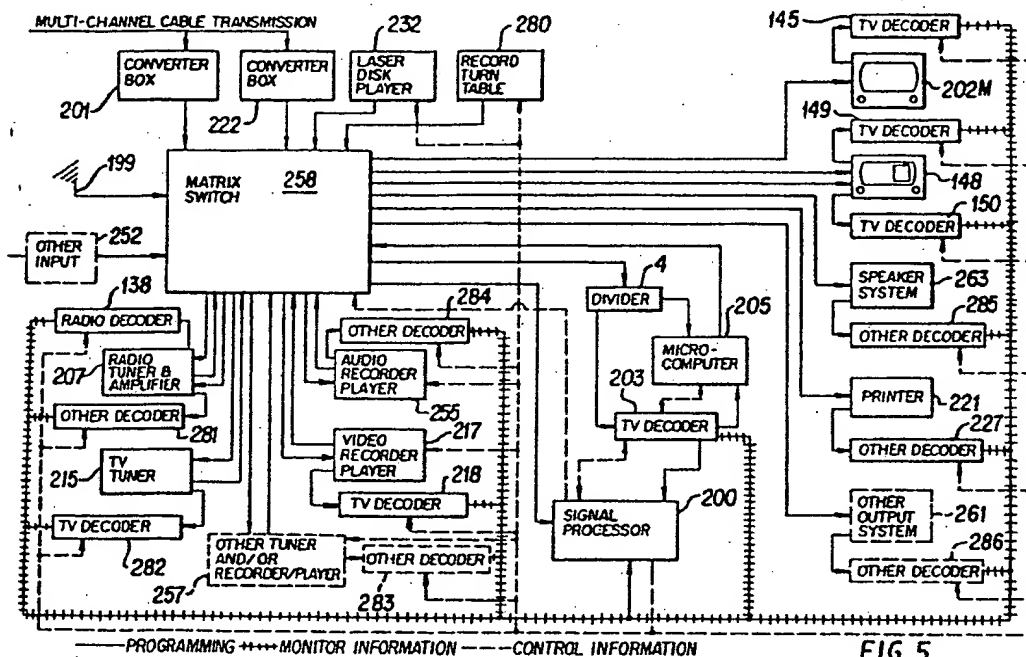 MULTI-CHANNEL CABLE TRANSMISSION
CONVERTER
BOX
201
CONVERTER
BOX
222
232
LASER
DISK
PLAYER
280
RECORD
TURN
TABLE
199
MATRIX
SWITCH
258
252
OTHER
INPUT
138
RADIO DECODER
207
RADIO
TUNER &
AMPLIFIER
OTHER DECODER
281
215
TV
TUNER
TV DECODER
282
284
OTHER DECODER
AUDIO
RECORDER
PLAYER
255
217
VIDEO
RECORDER
PLAYER
218
TV DECODER
OTHER TUNER
AND/OR
RECORDER/PLAYER
257
OTHER DECODER
283
4
DIVIDER
205
MICRO-
COMPUTER
203
TV DECODER
200
SIGNAL
PROCESSOR
145
TV DECODER
202M
149
TV DECODER
148
150
TV DECODER
SPEAKER
SYSTEM
263
285
OTHER DECODER
PRINTER
221
227
OTHER DECODER
OTHER
OUTPUT
SYSTEM
261
286
OTHER DECODER
PROGRAMMING
MONITOR INFORMATION
CONTROL INFORMATION
FIG. 5